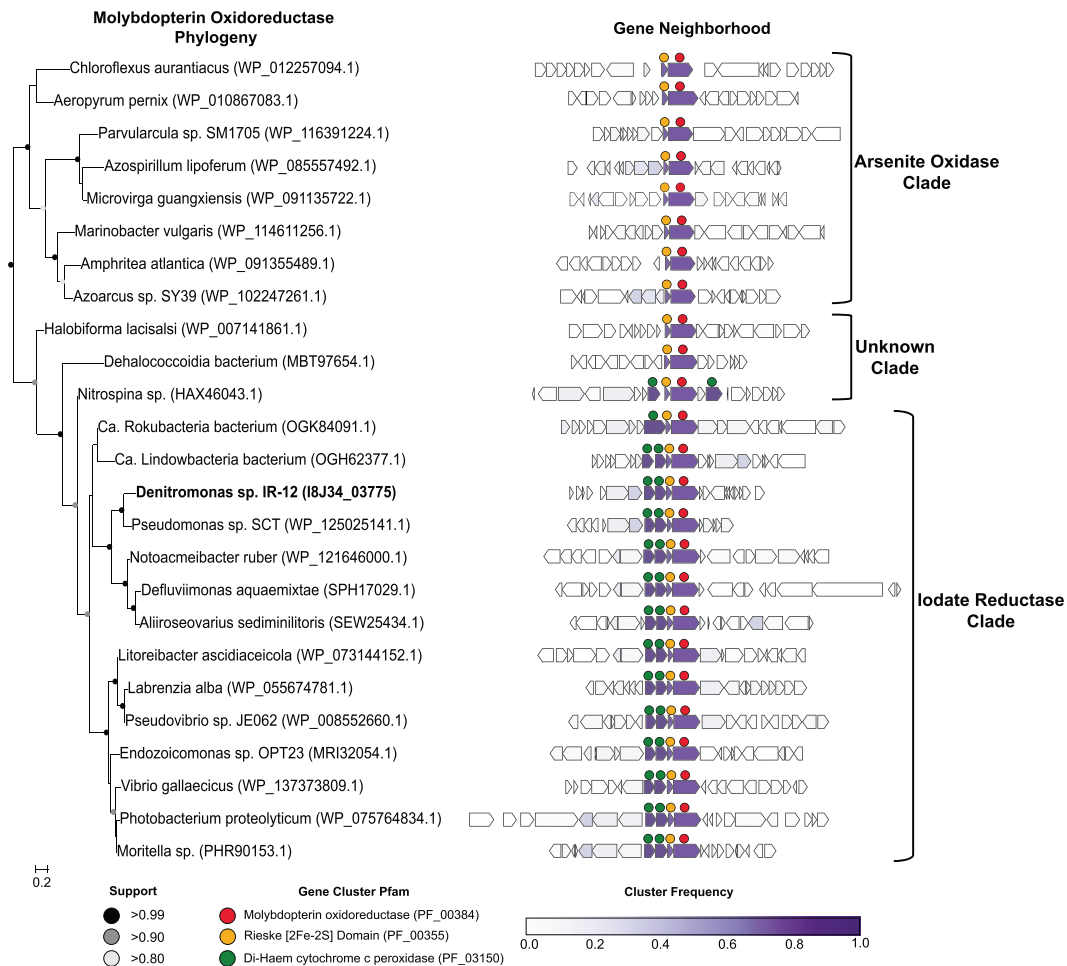 Molybdopterin Oxidoreductase
Phylogeny
Gene Neighborhood
Chloroflexus aurantiacus (WP_012257094.1)
Aeropyrum pernix (WP_010867083.1)
Parvularcula sp. SM1705 (WP_116391224.1)
Azospirillum lipoferum (WP_085557492.1)
Microvirga guangxiensis (WP_091135722.1)
Marinobacter vulgaris (WP_114611256.1)
Amphritea atlantica (WP_091355489.1)
Azoarcus sp. SY39 (WP_102247261.1)
Arsenite Oxidase
Clade
Halobiforma lacisalsi (WP_007141861.1)
Dehalococcoidia bacterium (MBT97654.1)
Nitrospina sp. (HAX46043.1)
Unknown
Clade
Ca. Rokubacteria bacterium (OGK84091.1)
Ca. Lindowbacteria bacterium (OGH62377.1)
Denitromonas sp. IR-12 (I8J34_03775)
Pseudomonas sp. SCT (WP_125025141.1)
Notoacmeibacter ruber (WP_121646000.1)
Defluviimonas aquaemixtae (SPH17029.1)
Aliiroseovarius sediminilitoris (SEW25434.1)
Litoreibacter ascidiaceicola (WP_073144152.1)
Labrenzia alba (WP_055674781.1)
Pseudovibrio sp. JE062 (WP_008552660.1)
Endozoicomonas sp. OPT23 (MRI32054.1)
Vibrio gallaecicus (WP_137373809.1)
Photobacterium proteolyticum (WP_075764834.1)
Moritella sp. (PHR90153.1)
Iodate Reductase
Clade
0.2
Support
>0.99
>0.90
>0.80
Gene Cluster Pfam
Molybdopterin oxidoreductase (PF_00384)
Rieske [2Fe-2S] Domain (PF_00355)
Di-Haem cytochrome c peroxidase (PF_03150)
Cluster Frequency
0.0 0.2 0.4 0.6 0.8 1.0